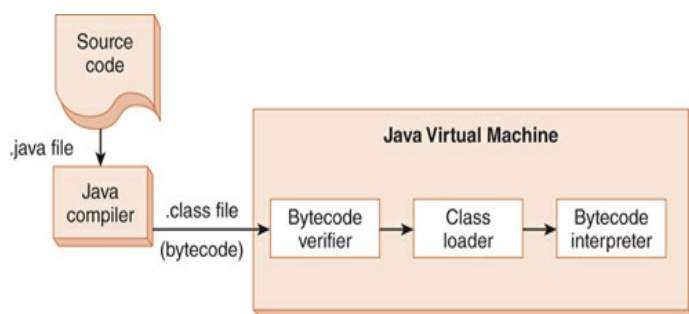 Source
code
.java file
Java
compiler
.class file
(bytecode)
Java Virtual Machine
Bytecode
verifier
Class
loader
Bytecode
interpreter